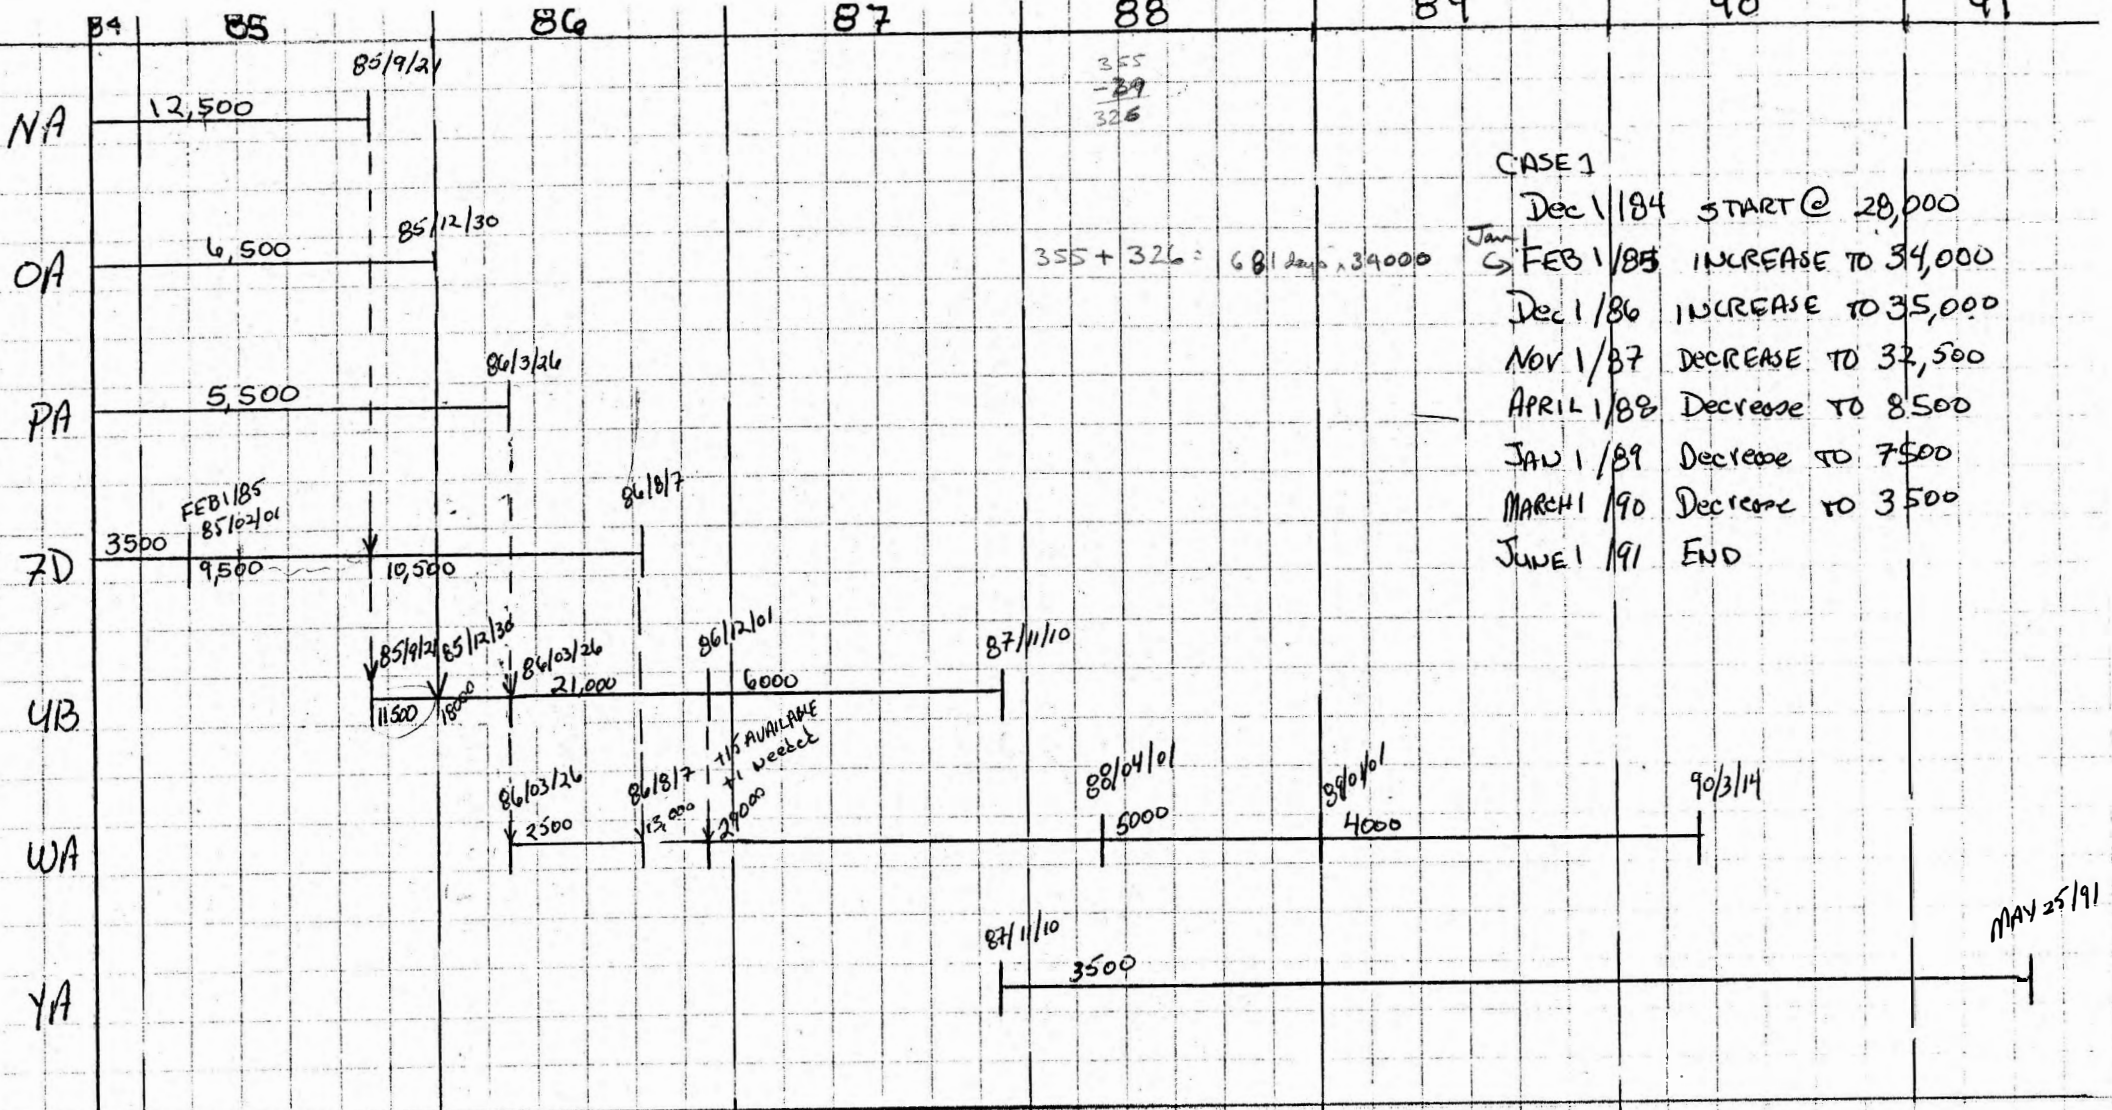 84 85 86 87 88 89 90 91
85/9/21
355
-29
326
NA 12,500
CASE 1
Dec 1/84 START @ 28,000
Jan 1
FEB 1/85 INCREASE TO 34,000
Dec 1/86 INCREASE TO 35,000
NOV 1/87 DECREASE TO 32,500
APRIL 1/88 Decrease TO 8500
JAN 1/89 Decrease TO 7500
MARCH 1/90 Decrease TO 3500
JUNE 1/91 END
85/12/30
OA 6,500
355 + 326 = 681 days × 34000
86/3/26
PA 5,500
86/8/7
FEB 1/85
85/02/01
7D 3500 9,500 10,500
85/9/21 85/12/30 86/03/26 86/12/01 87/11/10
21,000 6000
4B 11500 18000
+15 AVAILABLE
+1 needed
86/03/26 86/8/7 88/04/01 89/01/01 90/3/14
WA 2500 13,000 29000 5000 4000
87/11/10 MAY 25/91
YA 3500